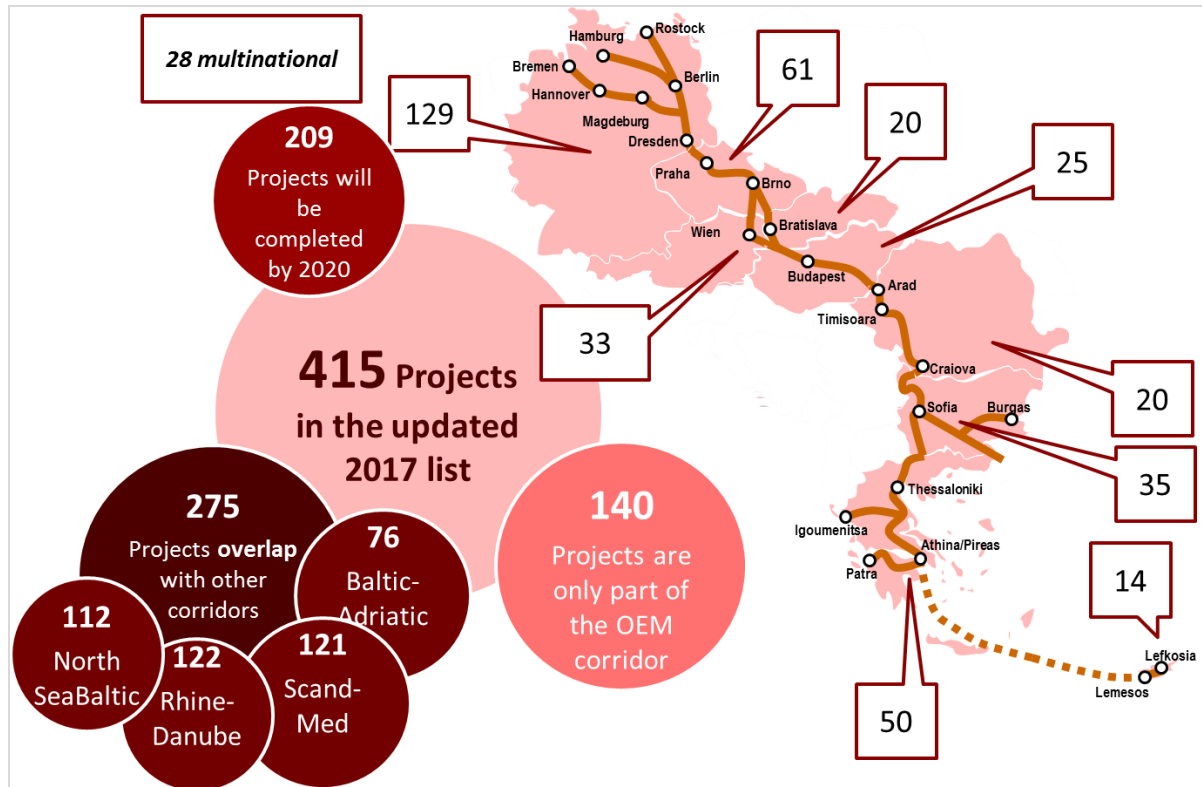 28 multinational
209
Projects will
be
completed
by 2020
415 Projects
in the updated
2017 list
275
Projects overlap
with other
corridors
76
Baltic-
Adriatic
112
North
SeaBaltic
122
Rhine-
Danube
121
Scand-
Med
140
Projects are
only part of
the OEM
corridor
129
61
20
25
33
20
35
14
50
Rostock
Hamburg
Bremen
Berlin
Hannover
Magdeburg
Dresden
Praha
Brno
Wien
Bratislava
Budapest
Arad
Timisoara
Craiova
Sofia
Burgas
Thessaloniki
Igoumenitsa
Athina/Pireas
Patra
Lefkosia
Lemesos